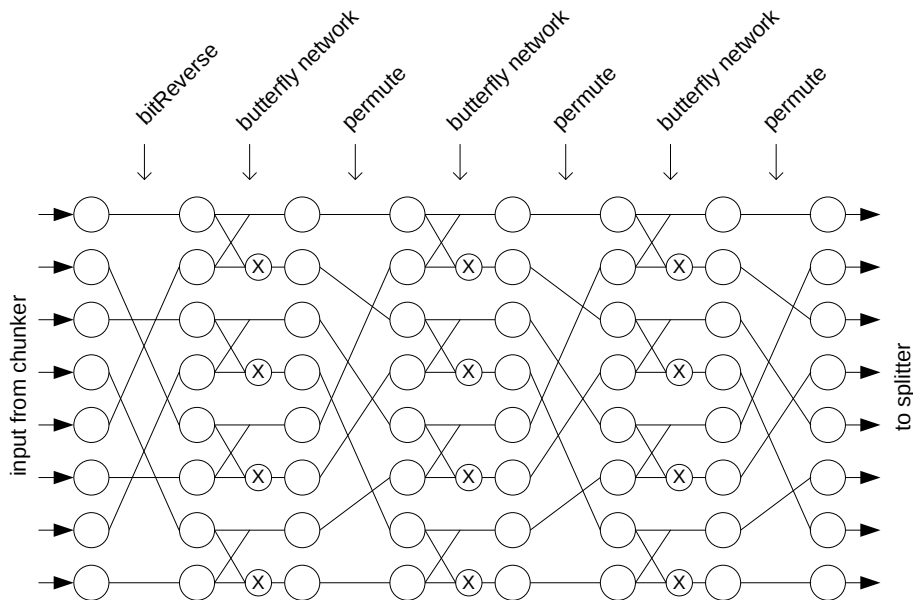 bitReverse
butterfly network
permute
butterfly network
permute
butterfly network
permute
input from chunker
to splitter
X
X
X
X
X
X
X
X
X
X
X
X